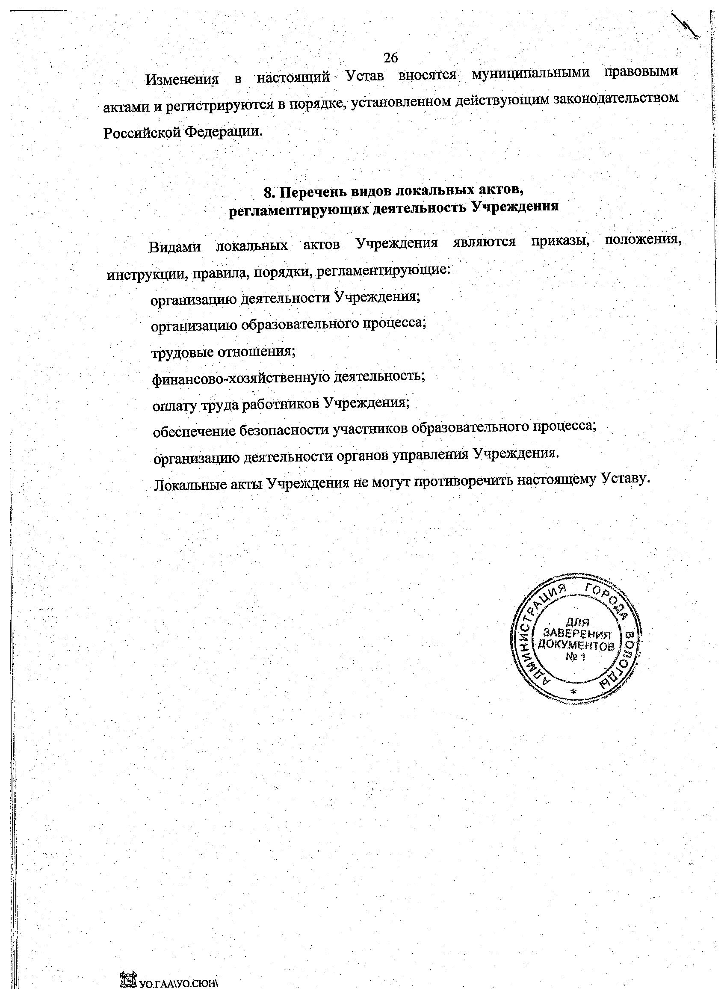 26
Изменения в настоящий Устав вносятся муниципальными правовыми
актами и регистрируются в порядке, установленном действующим законодательством
Российской Федерации.
8. Перечень видов локальных актов,
регламентирующих деятельность Учреждения
Видами локальных актов Учреждения являются приказы, положения,
инструкции, правила, порядки, регламентирующие:
организацию деятельности Учреждения;
организацию образовательного процесса;
трудовые отношения;
финансово-хозяйственную деятельность;
оплату труда работников Учреждения;
обеспечение безопасности участников образовательного процесса;
организацию деятельности органов управления Учреждения.
Локальные акты Учреждения не могут противоречить настоящему Уставу.
АДМИНИСТРАЦИЯ ГОРОДА ВОЛОГДЫ
ДЛЯ
ЗАВЕРЕНИЯ
ДОКУМЕНТОВ
№ 1
*
УО.ГАА\УО.СЮН\